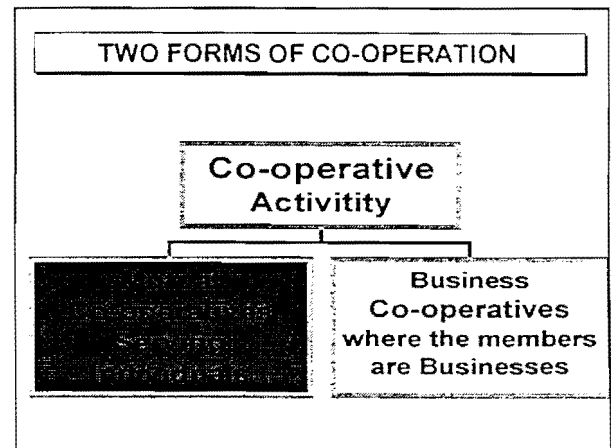 TWO FORMS OF CO-OPERATION
Co-operative
Activitity
Business
Co-operatives
where the members
are Businesses